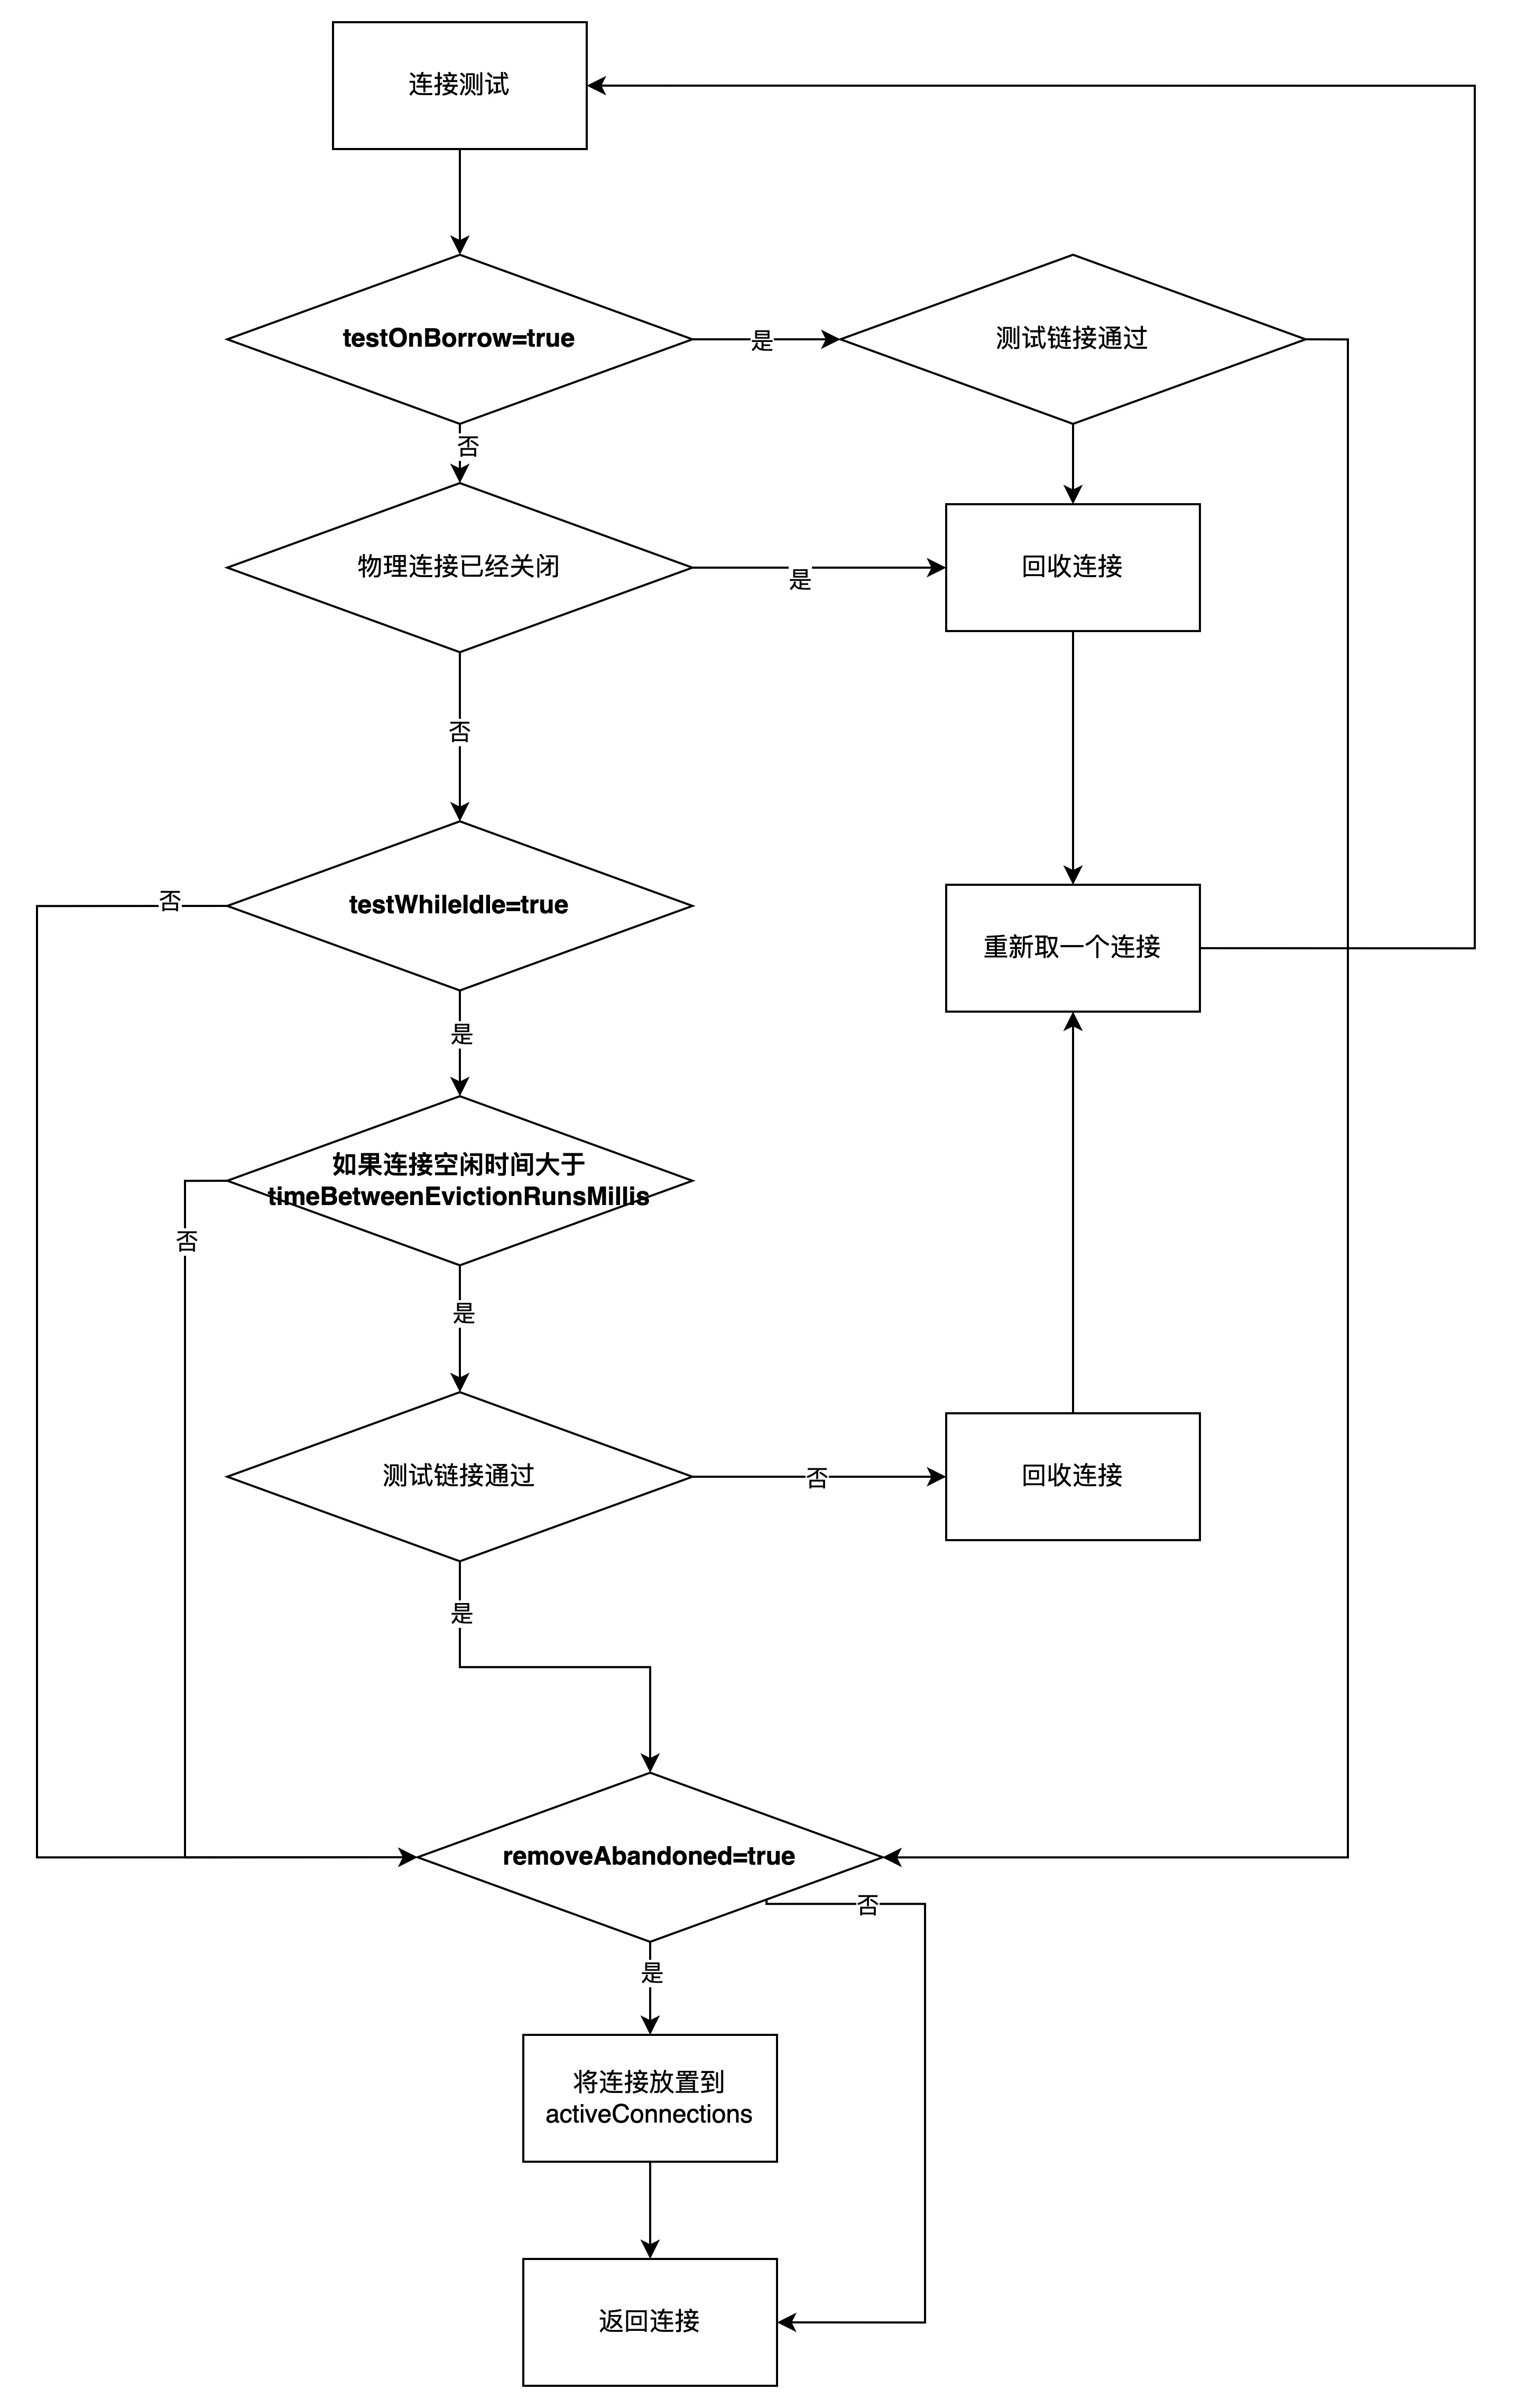 连接测试
testOnBorrow=true
是
测试链接通过
否
物理连接已经关闭
是
回收连接
否
testWhileIdle=true
否
重新取一个连接
是
如果连接空闲时间大于
timeBetweenEvictionRunsMillis
否
是
测试链接通过
否
回收连接
是
removeAbandoned=true
否
是
将连接放置到
activeConnections
返回连接